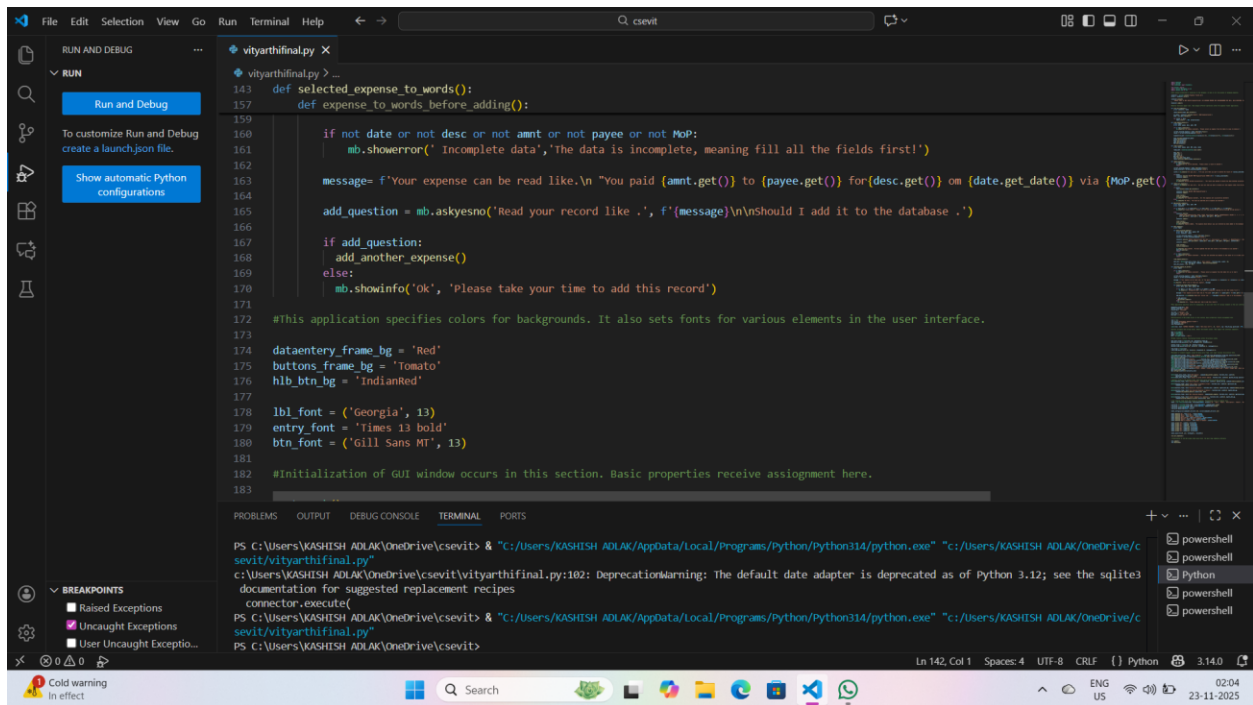 File Edit Selection View Go Run Terminal Help
csevit
RUN AND DEBUG
vityarthifinal.py
RUN
vityarthifinal.py > ...
Run and Debug
To customize Run and Debug
create a launch.json file.
Show automatic Python
configurations
143 def selected_expense_to_words():
157 def expense_to_words_before_adding():
159
160 if not date or not desc or not amnt or not payee or not MoP:
161 mb.showerror(' Incomplete data','The data is incomplete, meaning fill all the fields first!')
162
163 message= f'Your expense can be read like.\n "You paid {amnt.get()} to {payee.get()} for{desc.get()} om {date.get_date()} via {MoP.get()
164
165 add_question = mb.askyesno('Read your record like .', f'{message}\n\nShould I add it to the database .')
166
167 if add_question:
168 add_another_expense()
169 else:
170 mb.showinfo('Ok', 'Please take your time to add this record')
171
172 #This application specifies colors for backgrounds. It also sets fonts for various elements in the user interface.
173
174 dataentery_frame_bg = 'Red'
175 buttons_frame_bg = 'Tomato'
176 hlb_btn_bg = 'IndianRed'
177
178 lbl_font = ('Georgia', 13)
179 entry_font = 'Times 13 bold'
180 btn_font = ('Gill Sans MT', 13)
181
182 #Initialization of GUI window occurs in this section. Basic properties receive assiognment here.
183
PROBLEMS OUTPUT DEBUG CONSOLE TERMINAL PORTS
PS C:\Users\KASHISH ADLAK\OneDrive\csevit> & "C:/Users/KASHISH ADLAK/AppData/Local/Programs/Python/Python314/python.exe" "c:/Users/KASHISH ADLAK/OneDrive/c
sevit/vityarthifinal.py"
c:\Users\KASHISH ADLAK\OneDrive\csevit\vityarthifinal.py:102: DeprecationWarning: The default date adapter is deprecated as of Python 3.12; see the sqlite3
documentation for suggested replacement recipes
connector.execute(
PS C:\Users\KASHISH ADLAK\OneDrive\csevit> & "C:/Users/KASHISH ADLAK/AppData/Local/Programs/Python/Python314/python.exe" "c:/Users/KASHISH ADLAK/OneDrive/c
sevit/vityarthifinal.py"
PS C:\Users\KASHISH ADLAK\OneDrive\csevit>
powershell
powershell
Python
powershell
powershell
BREAKPOINTS
Raised Exceptions
Uncaught Exceptions
User Uncaught Exceptio...
0 0
Ln 142, Col 1 Spaces: 4 UTF-8 CRLF {} Python 3.14.0
1
Cold warning
In effect
Search
ENG
US
02:04
23-11-2025